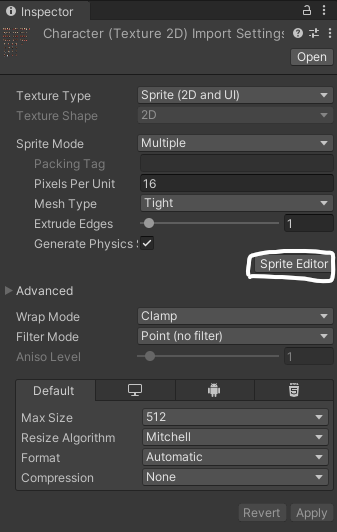 Inspector
Character (Texture 2D) Import Settings
Open
Texture Type Sprite (2D and UI)
Texture Shape 2D
Sprite Mode Multiple
Packing Tag
Pixels Per Unit 16
Mesh Type Tight
Extrude Edges 1
Generate Physics S
Sprite Editor
Advanced
Wrap Mode Clamp
Filter Mode Point (no filter)
Aniso Level 1
Default
Max Size 512
Resize Algorithm Mitchell
Format Automatic
Compression None
Revert Apply